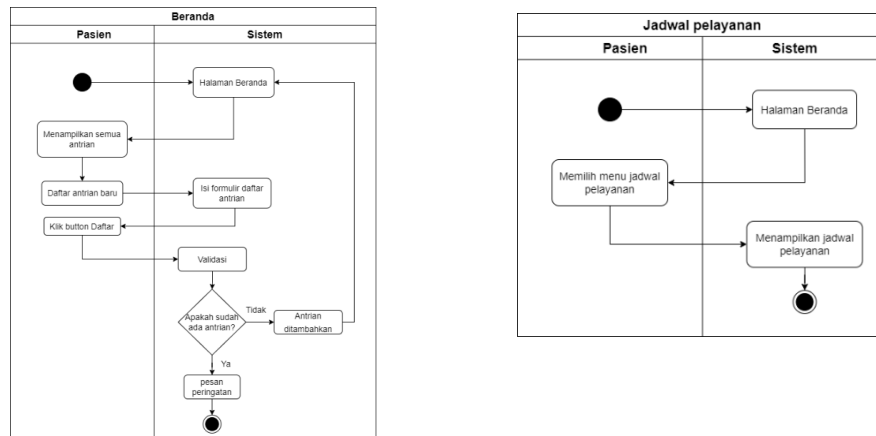 Beranda
Pasien
Sistem
Halaman Beranda
Menampilkan semua
antrian
Daftar antrian baru
Isi formulir daftar
antrian
Klik button Daftar
Validasi
Apakah sudah
ada antrian?
Tidak
Antrian
ditambahkan
Ya
pesan
peringatan
Jadwal pelayanan
Pasien
Sistem
Halaman Beranda
Memilih menu jadwal
pelayanan
Menampilkan jadwal
pelayanan